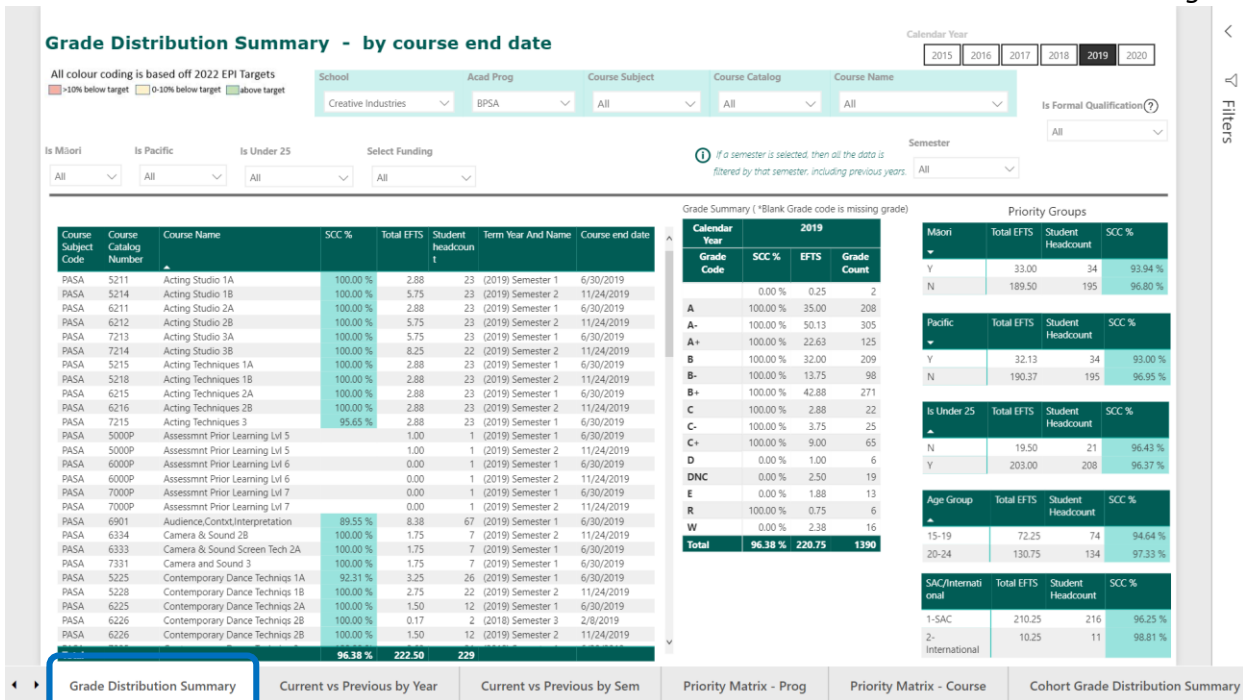 Grade Distribution Summary - by course end date
Calendar Year
2015 2016 2017 2018 2019 2020
All colour coding is based off 2022 EPI Targets
>10% below target 0-10% below target above target
School Acad Prog Course Subject Course Catalog Course Name
Creative Industries BPSA All All All
Is Formal Qualification ?
All
Is Māori Is Pacific Is Under 25 Select Funding
All All All All
If a semester is selected, then all the data is
filtered by that semester, including previous years.
Semester
All
Filters
Course Subject Code Course Catalog Number Course Name SCC % Total EFTS Student headcoun t Term Year And Name Course end date
PASA 5211 Acting Studio 1A 100.00 % 2.88 23 (2019) Semester 1 6/30/2019
PASA 5214 Acting Studio 1B 100.00 % 5.75 23 (2019) Semester 2 11/24/2019
PASA 6211 Acting Studio 2A 100.00 % 2.88 23 (2019) Semester 1 6/30/2019
PASA 6212 Acting Studio 2B 100.00 % 5.75 23 (2019) Semester 2 11/24/2019
PASA 7213 Acting Studio 3A 100.00 % 5.75 23 (2019) Semester 1 6/30/2019
PASA 7214 Acting Studio 3B 100.00 % 8.25 22 (2019) Semester 2 11/24/2019
PASA 5215 Acting Techniques 1A 100.00 % 2.88 23 (2019) Semester 1 6/30/2019
PASA 5218 Acting Techniques 1B 100.00 % 2.88 23 (2019) Semester 2 11/24/2019
PASA 6215 Acting Techniques 2A 100.00 % 2.88 23 (2019) Semester 1 6/30/2019
PASA 6216 Acting Techniques 2B 100.00 % 2.88 23 (2019) Semester 2 11/24/2019
PASA 7215 Acting Techniques 3 95.65 % 2.88 23 (2019) Semester 1 6/30/2019
PASA 5000P Assessmnt Prior Learning Lvl 5 1.00 1 (2019) Semester 1 6/30/2019
PASA 5000P Assessmnt Prior Learning Lvl 5 1.00 1 (2019) Semester 2 11/24/2019
PASA 6000P Assessmnt Prior Learning Lvl 6 0.00 1 (2019) Semester 1 6/30/2019
PASA 6000P Assessmnt Prior Learning Lvl 6 0.00 1 (2019) Semester 2 11/24/2019
PASA 7000P Assessmnt Prior Learning Lvl 7 0.00 1 (2019) Semester 1 6/30/2019
PASA 7000P Assessmnt Prior Learning Lvl 7 0.00 1 (2019) Semester 2 11/24/2019
PASA 6901 Audience,Contxt,Interpretation 89.55 % 8.38 67 (2019) Semester 1 6/30/2019
PASA 6334 Camera & Sound 2B 100.00 % 1.75 7 (2019) Semester 2 11/24/2019
PASA 6333 Camera & Sound Screen Tech 2A 100.00 % 1.75 7 (2019) Semester 1 6/30/2019
PASA 7331 Camera and Sound 3 100.00 % 1.75 7 (2019) Semester 1 6/30/2019
PASA 5225 Contemporary Dance Techniqs 1A 92.31 % 3.25 26 (2019) Semester 1 6/30/2019
PASA 5228 Contemporary Dance Techniqs 1B 100.00 % 2.75 22 (2019) Semester 2 11/24/2019
PASA 6225 Contemporary Dance Techniqs 2A 100.00 % 1.50 12 (2019) Semester 1 6/30/2019
PASA 6226 Contemporary Dance Techniqs 2B 100.00 % 0.17 2 (2018) Semester 3 2/8/2019
PASA 6226 Contemporary Dance Techniqs 2B 100.00 % 1.50 12 (2019) Semester 2 11/24/2019
96.38 % 222.50 229
Grade Summary ( *Blank Grade code is missing grade)
Calendar Year 2019
Grade Code SCC % EFTS Grade Count
0.00 % 0.25 2
A 100.00 % 35.00 208
A- 100.00 % 50.13 305
A+ 100.00 % 22.63 125
B 100.00 % 32.00 209
B- 100.00 % 13.75 98
B+ 100.00 % 42.88 271
C 100.00 % 2.88 22
C- 100.00 % 3.75 25
C+ 100.00 % 9.00 65
D 0.00 % 1.00 6
DNC 0.00 % 2.50 19
E 0.00 % 1.88 13
R 100.00 % 0.75 6
W 0.00 % 2.38 16
Total 96.38 % 220.75 1390
Priority Groups
Māori Total EFTS Student Headcount SCC %
Y 33.00 34 93.94 %
N 189.50 195 96.80 %
Pacific Total EFTS Student Headcount SCC %
Y 32.13 34 93.00 %
N 190.37 195 96.95 %
Is Under 25 Total EFTS Student Headcount SCC %
N 19.50 21 96.43 %
Y 203.00 208 96.37 %
Age Group Total EFTS Student Headcount SCC %
15-19 72.25 74 94.64 %
20-24 130.75 134 97.33 %
SAC/Internati onal Total EFTS Student Headcount SCC %
1-SAC 210.25 216 96.25 %
2-International 10.25 11 98.81 %
Grade Distribution Summary Current vs Previous by Year Current vs Previous by Sem Priority Matrix - Prog Priority Matrix - Course Cohort Grade Distribution Summary